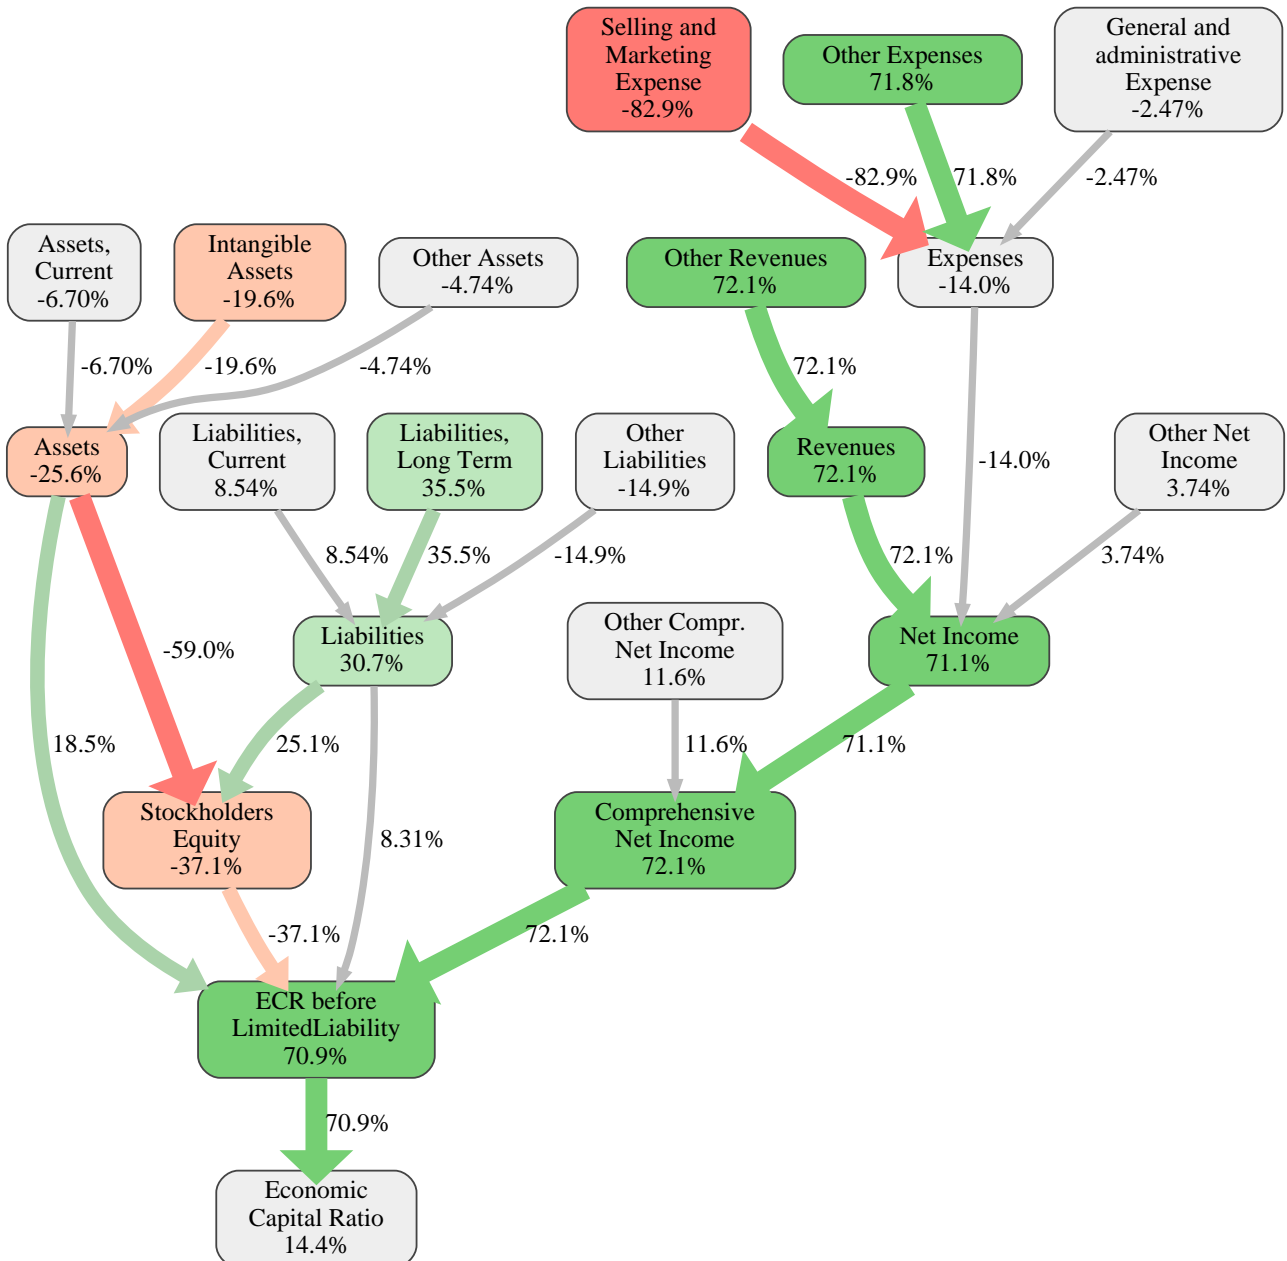 Selling and
Marketing
Expense
-82.9%
Other Expenses
71.8%
General and
administrative
Expense
-2.47%
-82.9%
71.8%
-2.47%
Assets,
Current
-6.70%
Intangible
Assets
-19.6%
Other Assets
-4.74%
Other Revenues
72.1%
Expenses
-14.0%
-6.70%
-19.6%
-4.74%
72.1%
Assets
-25.6%
Liabilities,
Current
8.54%
Liabilities,
Long Term
35.5%
Other
Liabilities
-14.9%
Revenues
72.1%
-14.0%
Other Net
Income
3.74%
8.54%
35.5%
-14.9%
72.1%
3.74%
-59.0%
Liabilities
30.7%
Other Compr.
Net Income
11.6%
Net Income
71.1%
18.5%
25.1%
11.6%
71.1%
Stockholders
Equity
-37.1%
8.31%
Comprehensive
Net Income
72.1%
-37.1%
72.1%
ECR before
LimitedLiability
70.9%
70.9%
Economic
Capital Ratio
14.4%